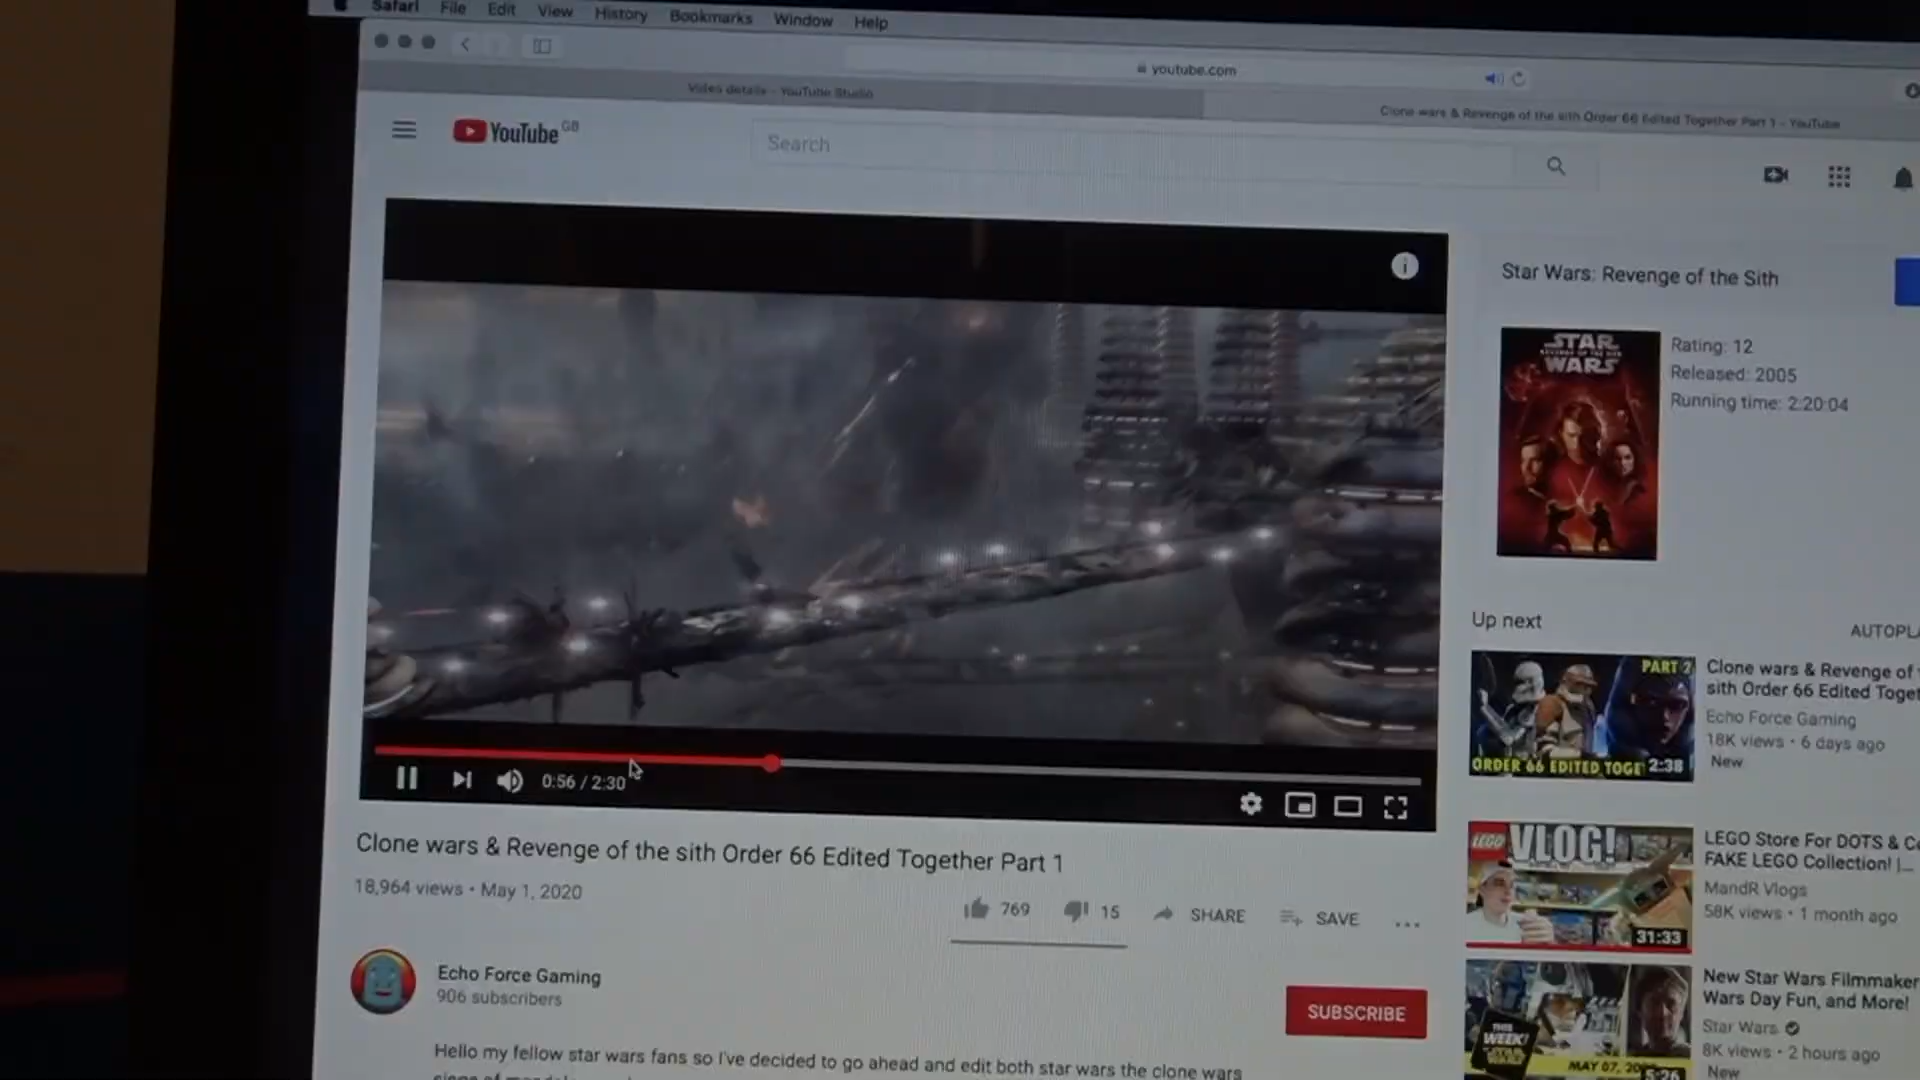 Safari File Edit View History Bookmarks Window Help
youtube.com
Video details - YouTube Studio
Clone wars & Revenge of the sith Order 66 Edited Together Part 1 - YouTube
YouTube GB
Search
Star Wars: Revenge of the Sith
STAR
WARS
Rating: 12
Released: 2005
Running time: 2:20:04
0:56 / 2:30
Clone wars & Revenge of the sith Order 66 Edited Together Part 1
18,964 views • May 1, 2020
769
15
SHARE
SAVE
Echo Force Gaming
906 subscribers
SUBSCRIBE
Hello my fellow star wars fans so I've decided to go ahead and edit both star wars the clone wars
Up next
PART 2
ORDER 66 EDITED TOGE
2:38
Clone wars & Revenge of
sith Order 66 Edited
Echo Force Gaming
18K views • 6 days ago
New
LEGO VLOG!
31:33
LEGO Store For DOTS &
FAKE LEGO Collection! |...
MandR Vlogs
58K views • 1 month ago
THIS
WEEK!
STAR
WARS
MAY 07,
5:26
New Star Wars Filmmaker
Wars Day Fun, and More!
Star Wars
8K views • 2 hours ago
New